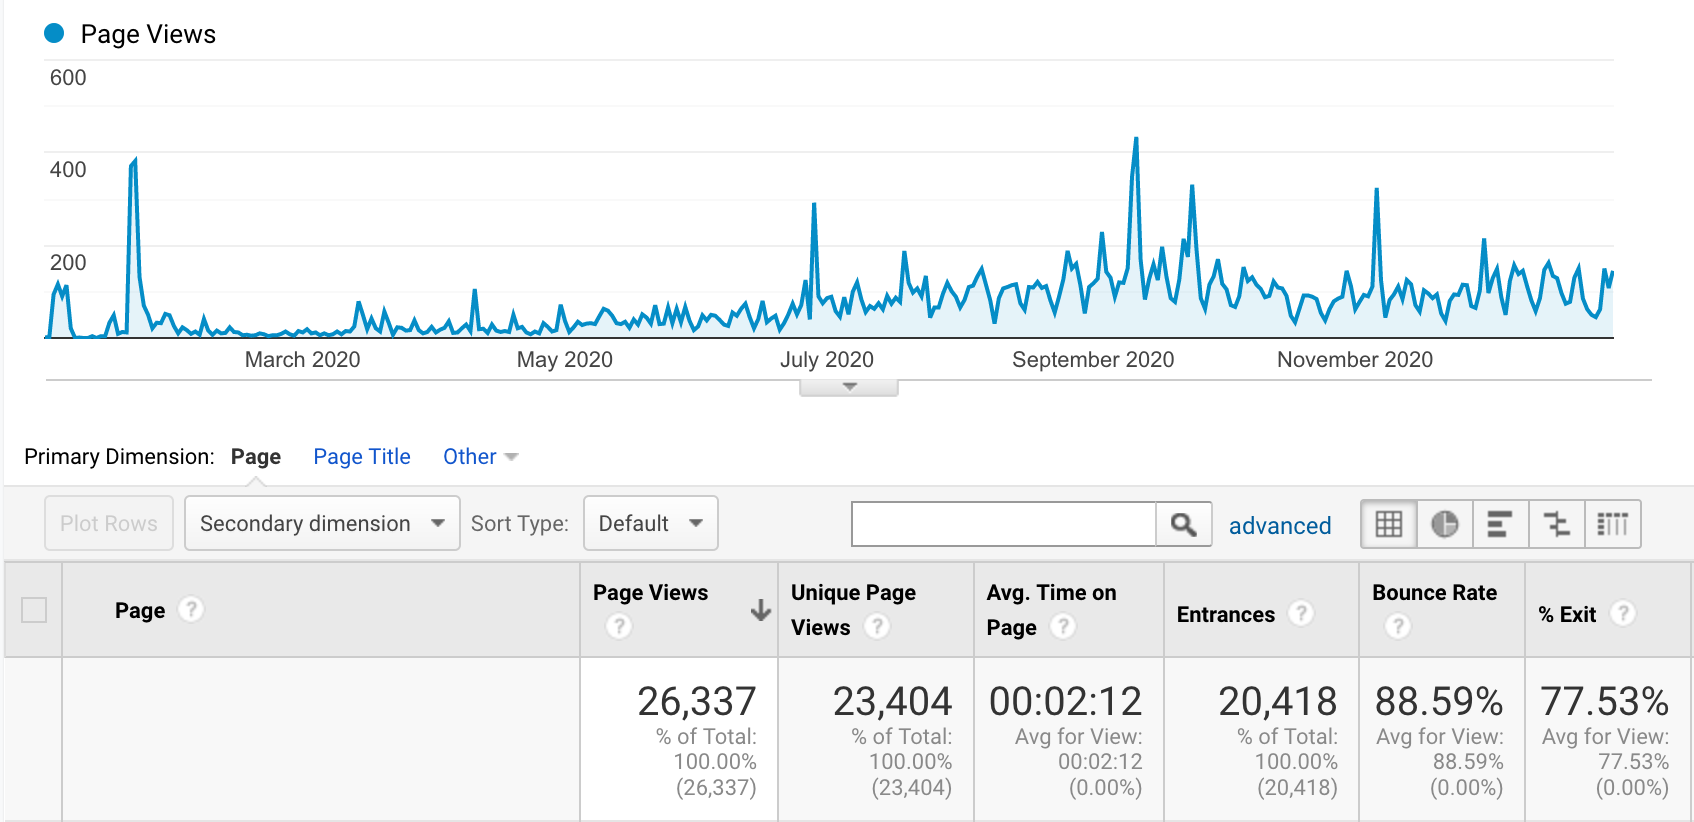 Page Views
600
400
200
March 2020 May 2020 July 2020 September 2020 November 2020
Primary Dimension: Page Page Title Other
Plot Rows Secondary dimension Sort Type: Default advanced
Page ? Page Views ? Unique Page Views ? Avg. Time on Page ? Entrances ? Bounce Rate ? % Exit ?
26,337 23,404 00:02:12 20,418 88.59% 77.53%
% of Total: % of Total: Avg for View: % of Total: Avg for View: Avg for View:
100.00% 100.00% 00:02:12 100.00% 88.59% 77.53%
(26,337) (23,404) (0.00%) (20,418) (0.00%) (0.00%)